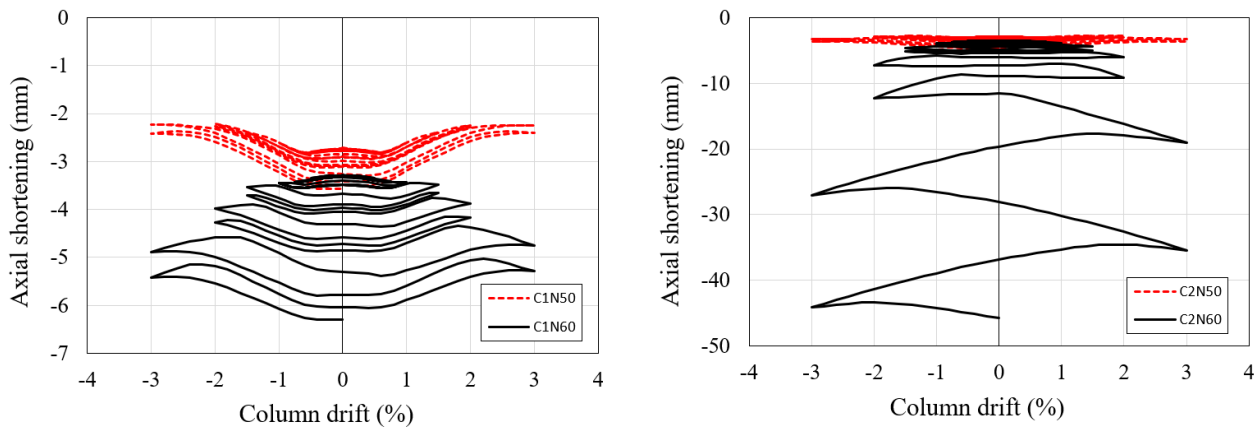 0
-1
-2
-3
-4
-5
-6
-7
Axial shortening (mm)
C1N50
C1N60
-4 -3 -2 -1 0 1 2 3 4
Column drift (%)
0
-10
-20
-30
-40
-50
Axial shortening (mm)
C2N50
C2N60
-4 -3 -2 -1 0 1 2 3 4
Column drift (%)